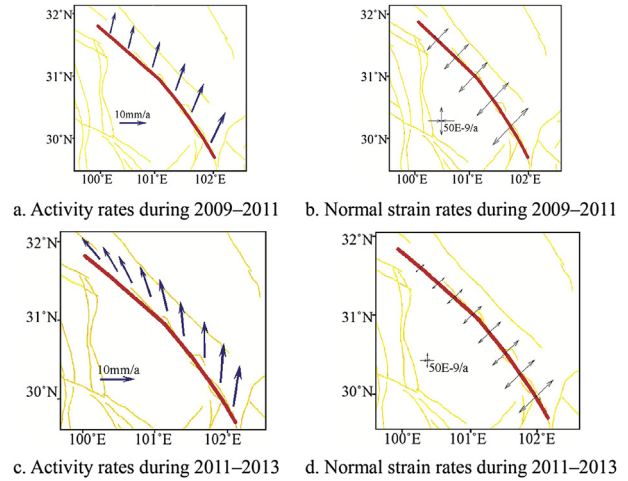 32°N
31°N
30°N
10mm/a
100°E
101°E
102°E
a. Activity rates during 2009–2011
32°N
31°N
30°N
50E-9/a
100°E
101°E
102°E
b. Normal strain rates during 2009–2011
32°N
31°N
30°N
10mm/a
100°E
101°E
102°E
c. Activity rates during 2011–2013
32°N
31°N
30°N
50E-9/a
100°E
101°E
102°E
d. Normal strain rates during 2011–2013